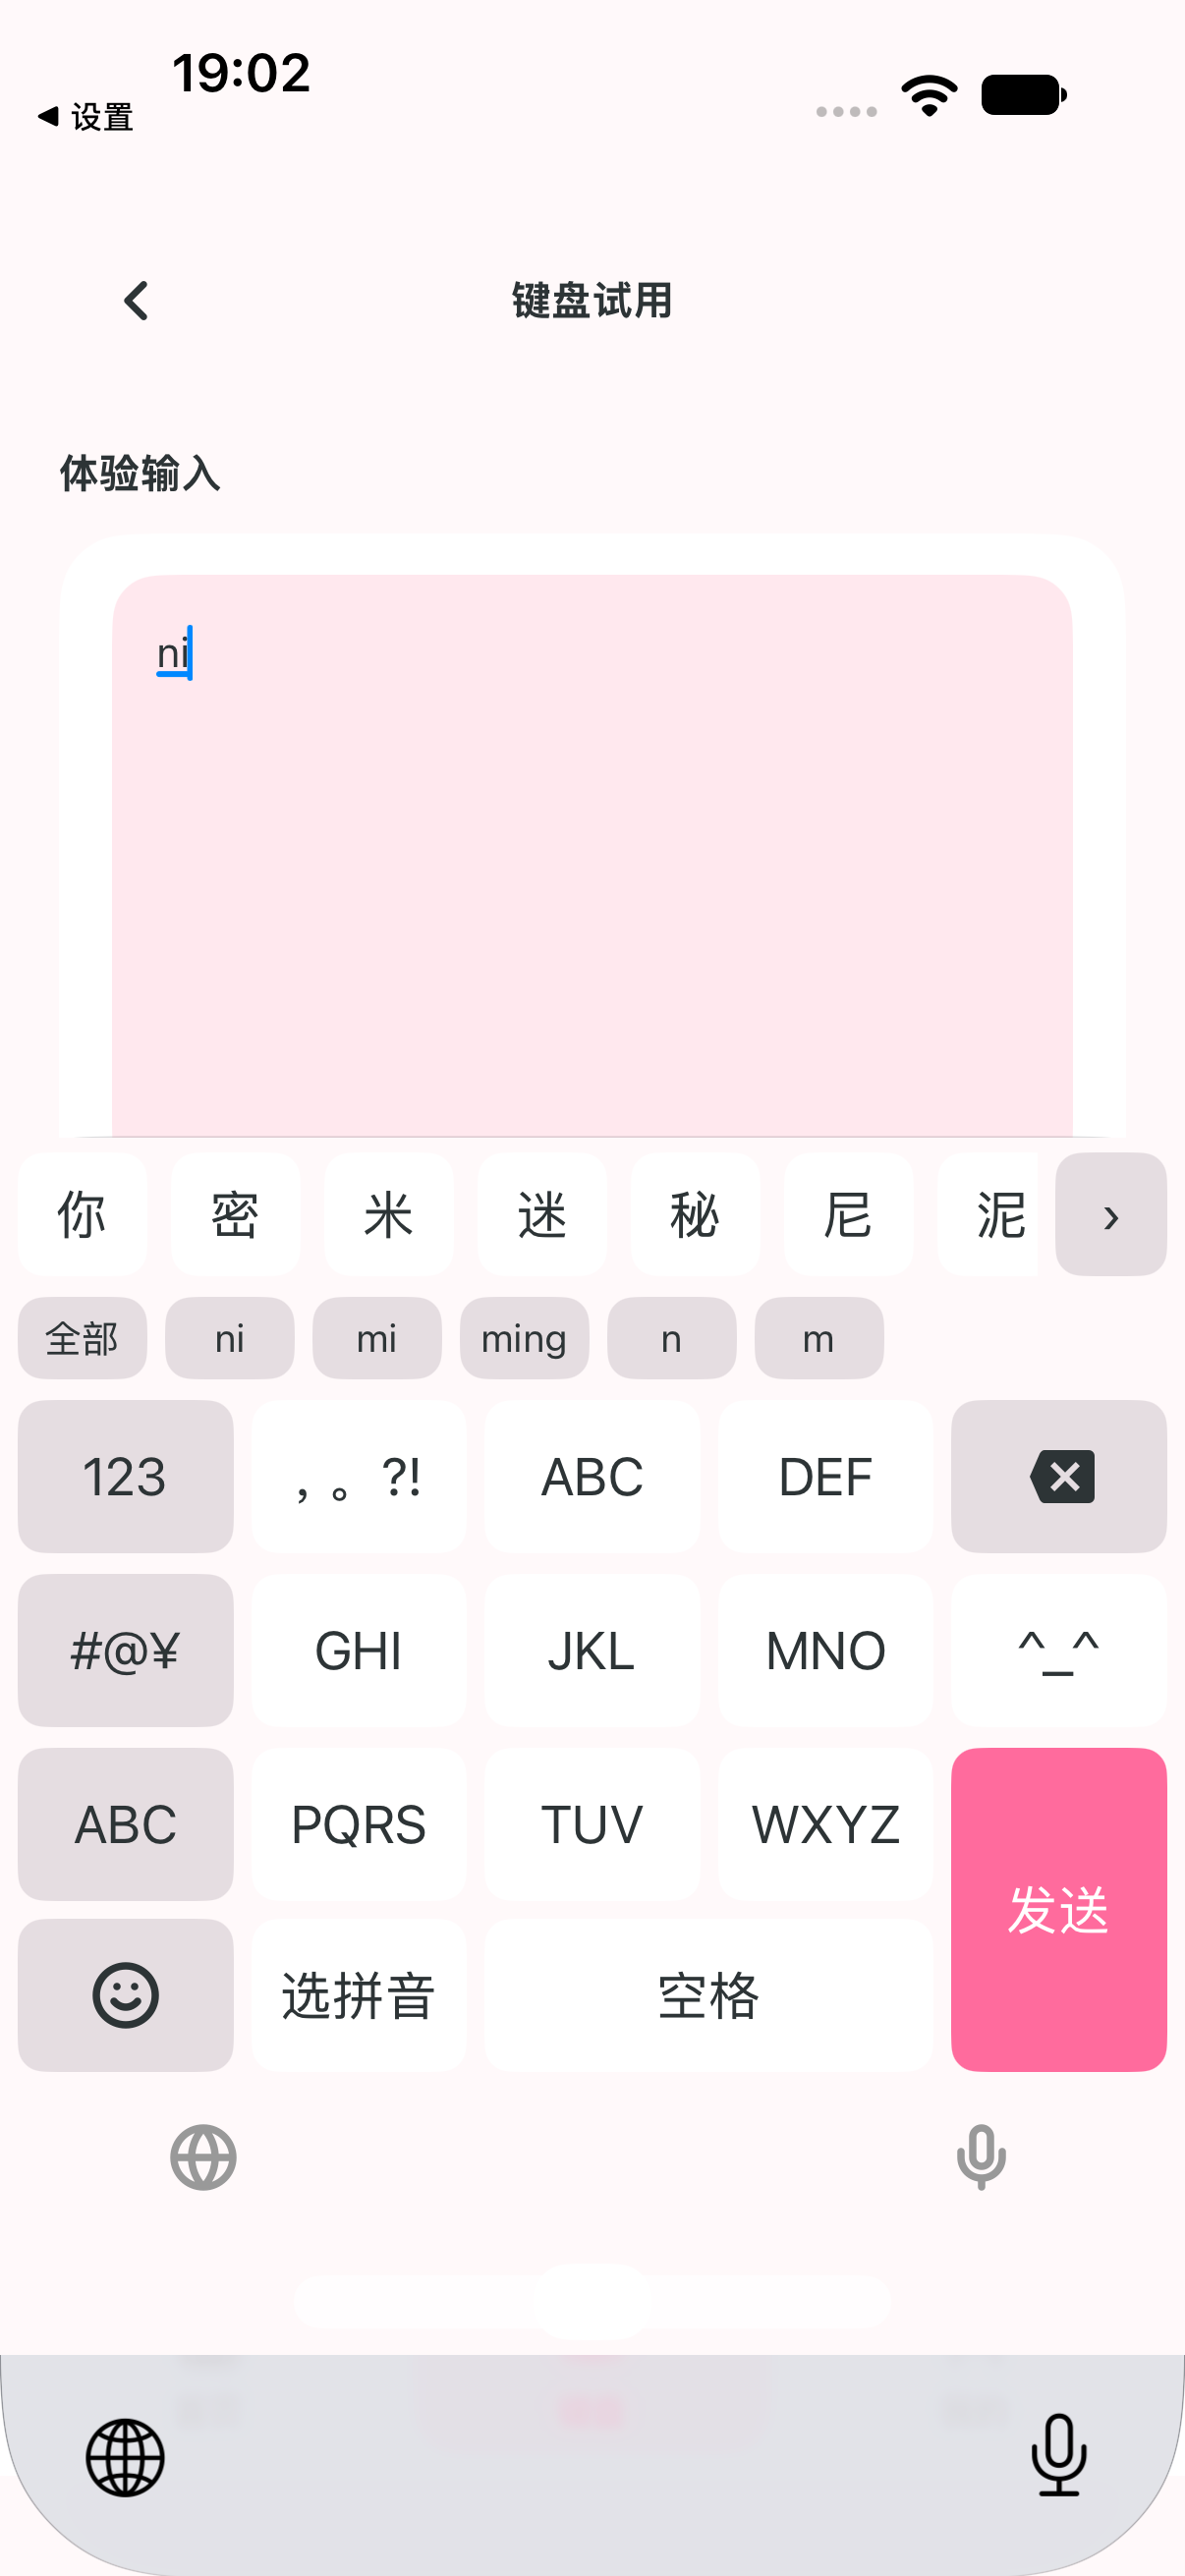 19:02
设置
键盘试用
体验输入
ni
你 密 米 迷 秘 尼 泥 ›
全部 ni mi ming n m
123 ，。?! ABC DEF
#@¥ GHI JKL MNO ^_^
ABC PQRS TUV WXYZ
发送
选拼音 空格